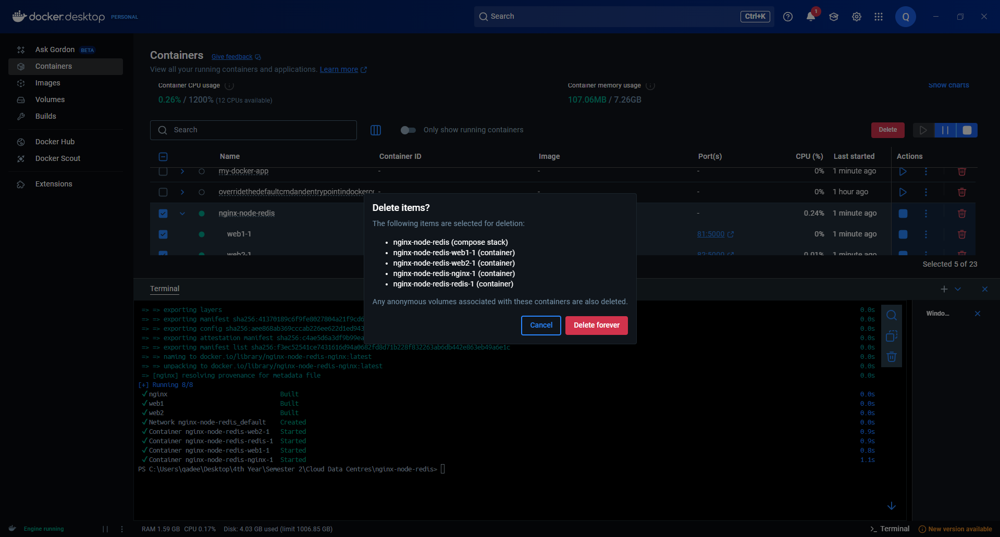 docker desktop PERSONAL
Search Ctrl+K 1 Q
Ask Gordon BETA
Containers
Images
Volumes
Builds
Docker Hub
Docker Scout
Extensions
Containers Give feedback
View all your running containers and applications. Learn more
Container CPU usage
0.26% / 1200% (12 CPUs available)
Container memory usage
107.06MB / 7.26GB
Show charts
Search
Only show running containers
Delete
Name Container ID Image Port(s) CPU (%) Last started Actions
my-docker-app - - - 0% 1 minute ago
overridethedefaultcmdandentrypointindockerco - - - 0% 1 hour ago
nginx-node-redis - 0.24% 1 minute ago
web1-1 81:5000 0% 1 minute ago
web2-1 82:5000 0.01% 1 minute ago
Selected 5 of 23
Delete items?
The following items are selected for deletion:
• nginx-node-redis (compose stack)
• nginx-node-redis-web1-1 (container)
• nginx-node-redis-web2-1 (container)
• nginx-node-redis-nginx-1 (container)
• nginx-node-redis-redis-1 (container)
Any anonymous volumes associated with these containers are also deleted.
Cancel Delete forever
Terminal
=> => exporting layers 0.0s
=> => exporting manifest sha256:41370189c6f9fe8027804a21f9cd6 0.0s
=> => exporting config sha256:aee868ab369cccab226ee622d1ed943 0.0s
=> => exporting attestation manifest sha256:c4ae5d6a3df9b99ea 0.0s
=> => exporting manifest list sha256:f3ec52541ce7431616d94a0682fd8d71b228f832263ab6db442e863eb49a6e1c 0.0s
=> => naming to docker.io/library/nginx-node-redis-nginx:latest 0.0s
=> => unpacking to docker.io/library/nginx-node-redis-nginx:latest 0.0s
=> [nginx] resolving provenance for metadata file 0.0s
[+] Running 8/8
✔nginx Built 0.0s
✔web1 Built 0.0s
✔web2 Built 0.0s
✔Network nginx-node-redis_default Created 0.0s
✔Container nginx-node-redis-web2-1 Started 0.9s
✔Container nginx-node-redis-redis-1 Started 0.9s
✔Container nginx-node-redis-web1-1 Started 0.8s
✔Container nginx-node-redis-nginx-1 Started 1.1s
PS C:\Users\qadee\Desktop\4th Year\Semester 2\Cloud Data Centres\nginx-node-redis>
Windo...
Engine running
RAM 1.59 GB CPU 0.17% Disk: 4.03 GB used (limit 1006.85 GB)
>_ Terminal
New version available